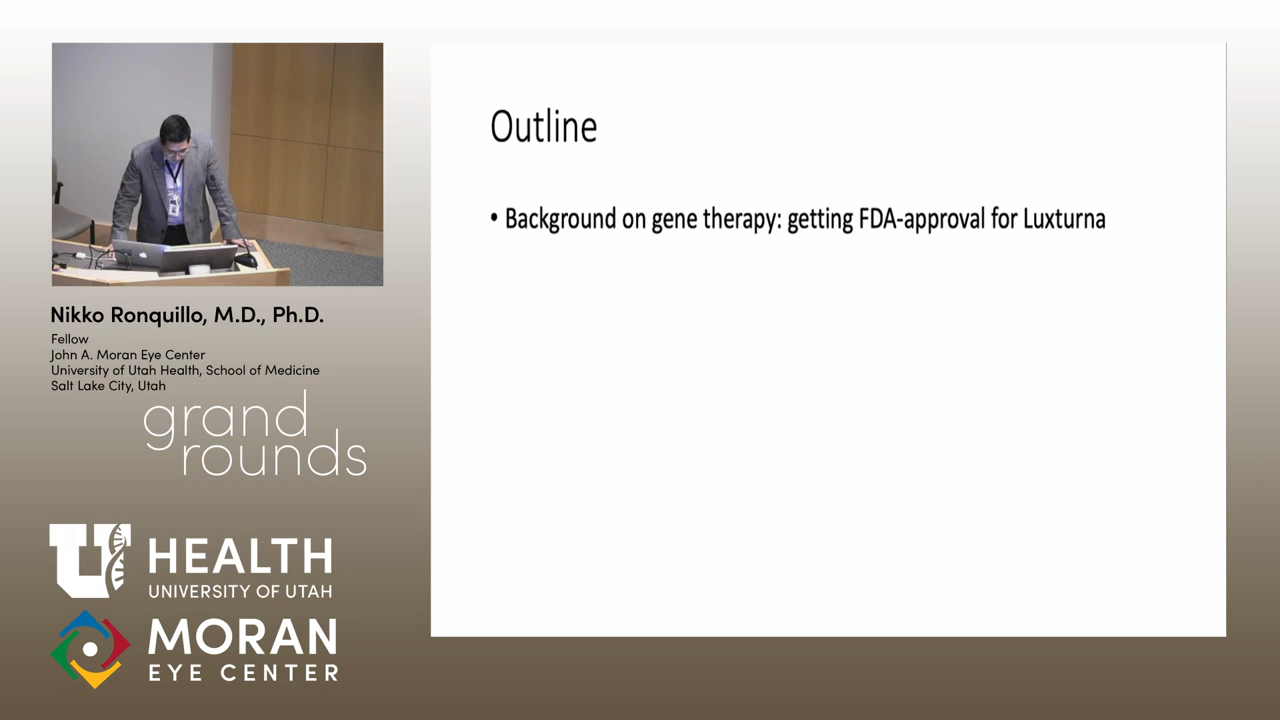 Outline
• Background on gene therapy: getting FDA-approval for Luxturna
Nikko Ronquillo, M.D., Ph.D.
Fellow
John A. Moran Eye Center
University of Utah Health, School of Medicine
Salt Lake City, Utah
grand
rounds
U HEALTH
UNIVERSITY OF UTAH
MORAN
EYE CENTER